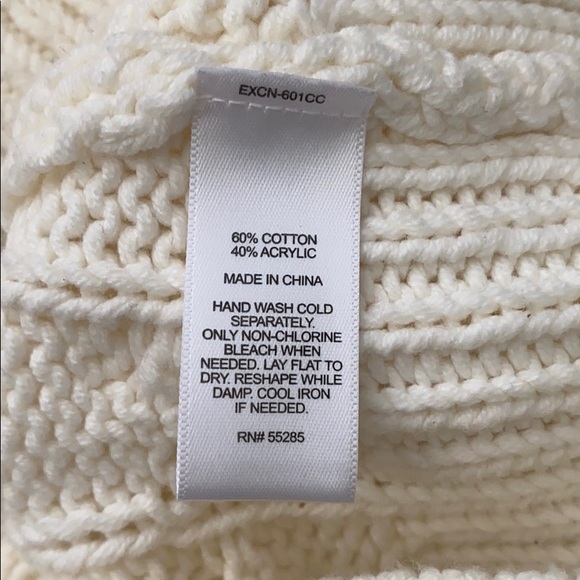 EXCN-601CC
60% COTTON
40% ACRYLIC
MADE IN CHINA
HAND WASH COLD
SEPARATELY.
ONLY NON-CHLORINE
BLEACH WHEN
NEEDED. LAY FLAT TO
DRY. RESHAPE WHILE
DAMP. COOL IRON
IF NEEDED.
RN# 55285